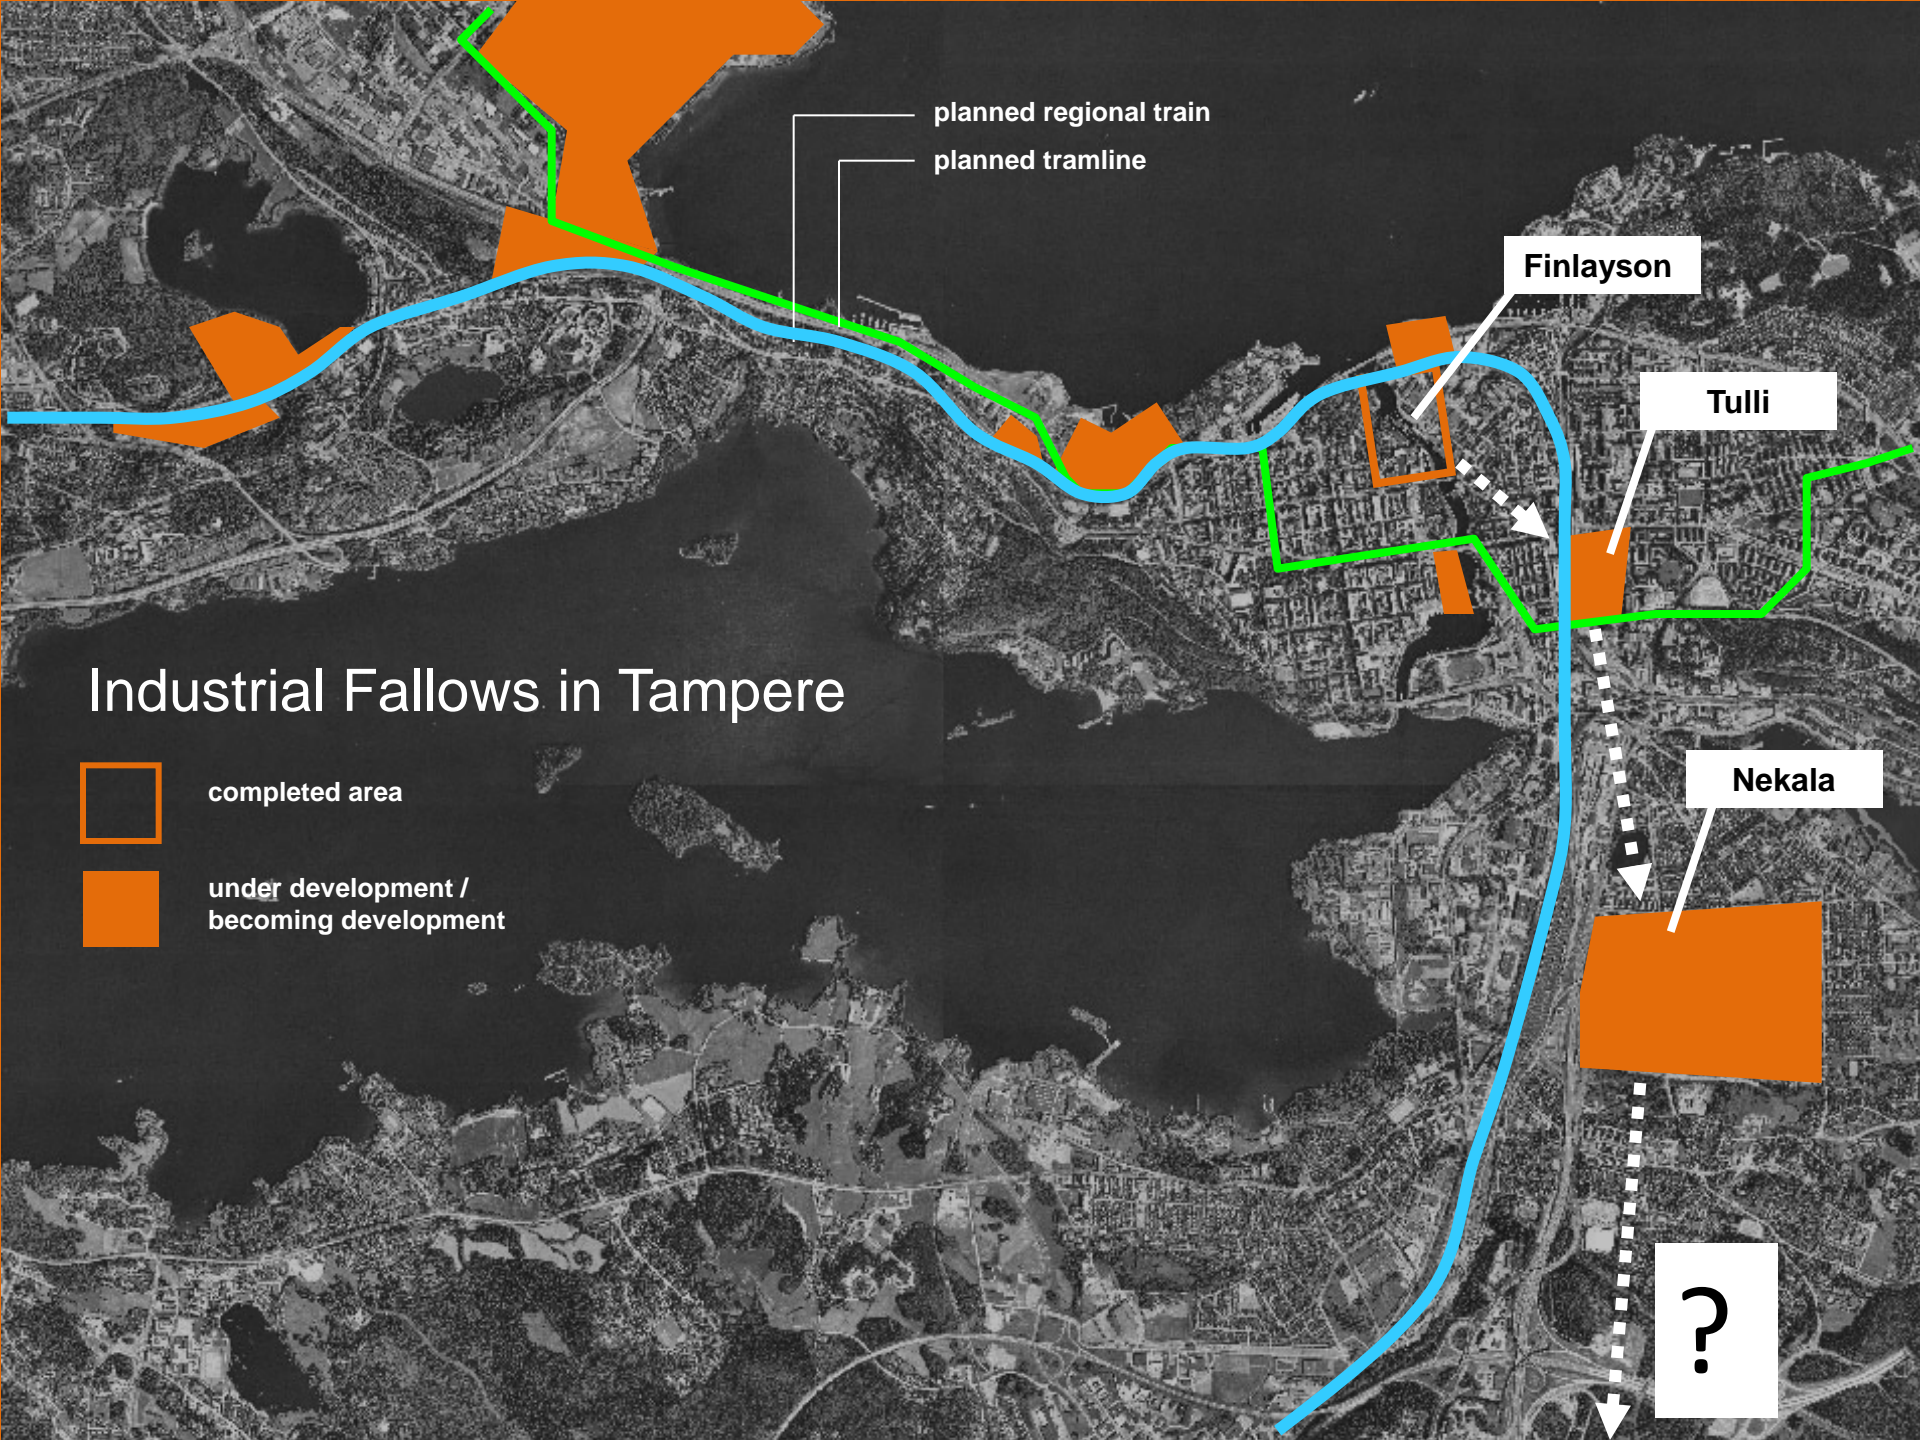 planned regional train
planned tramline
Finlayson
Tulli
Industrial Fallows in Tampere
Nekala
completed area
under development /
becoming development
?